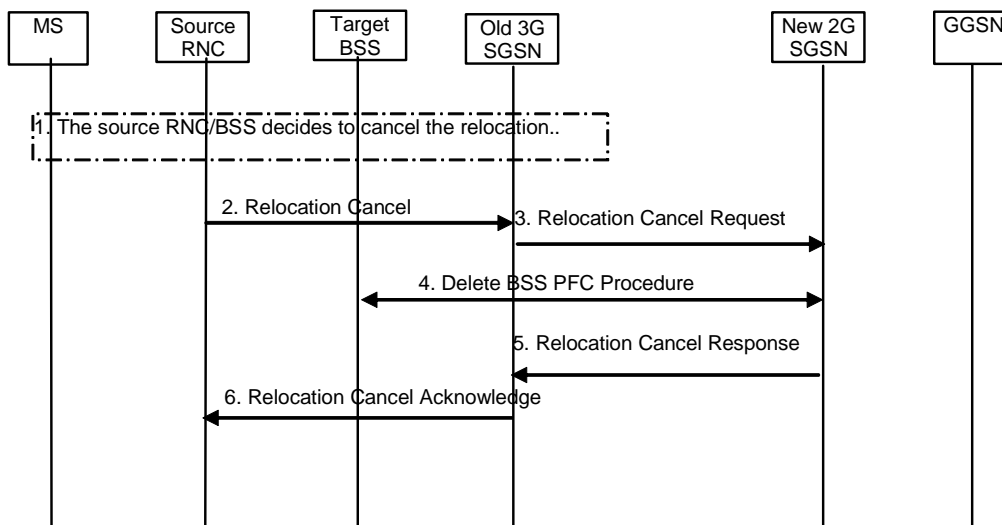 MS
Source
RNC
Target
BSS
Old 3G
SGSN
New 2G
SGSN
GGSN
1. The source RNC/BSS decides to cancel the relocation..
2. Relocation Cancel
3. Relocation Cancel Request
4. Delete BSS PFC Procedure
5. Relocation Cancel Response
6. Relocation Cancel Acknowledge